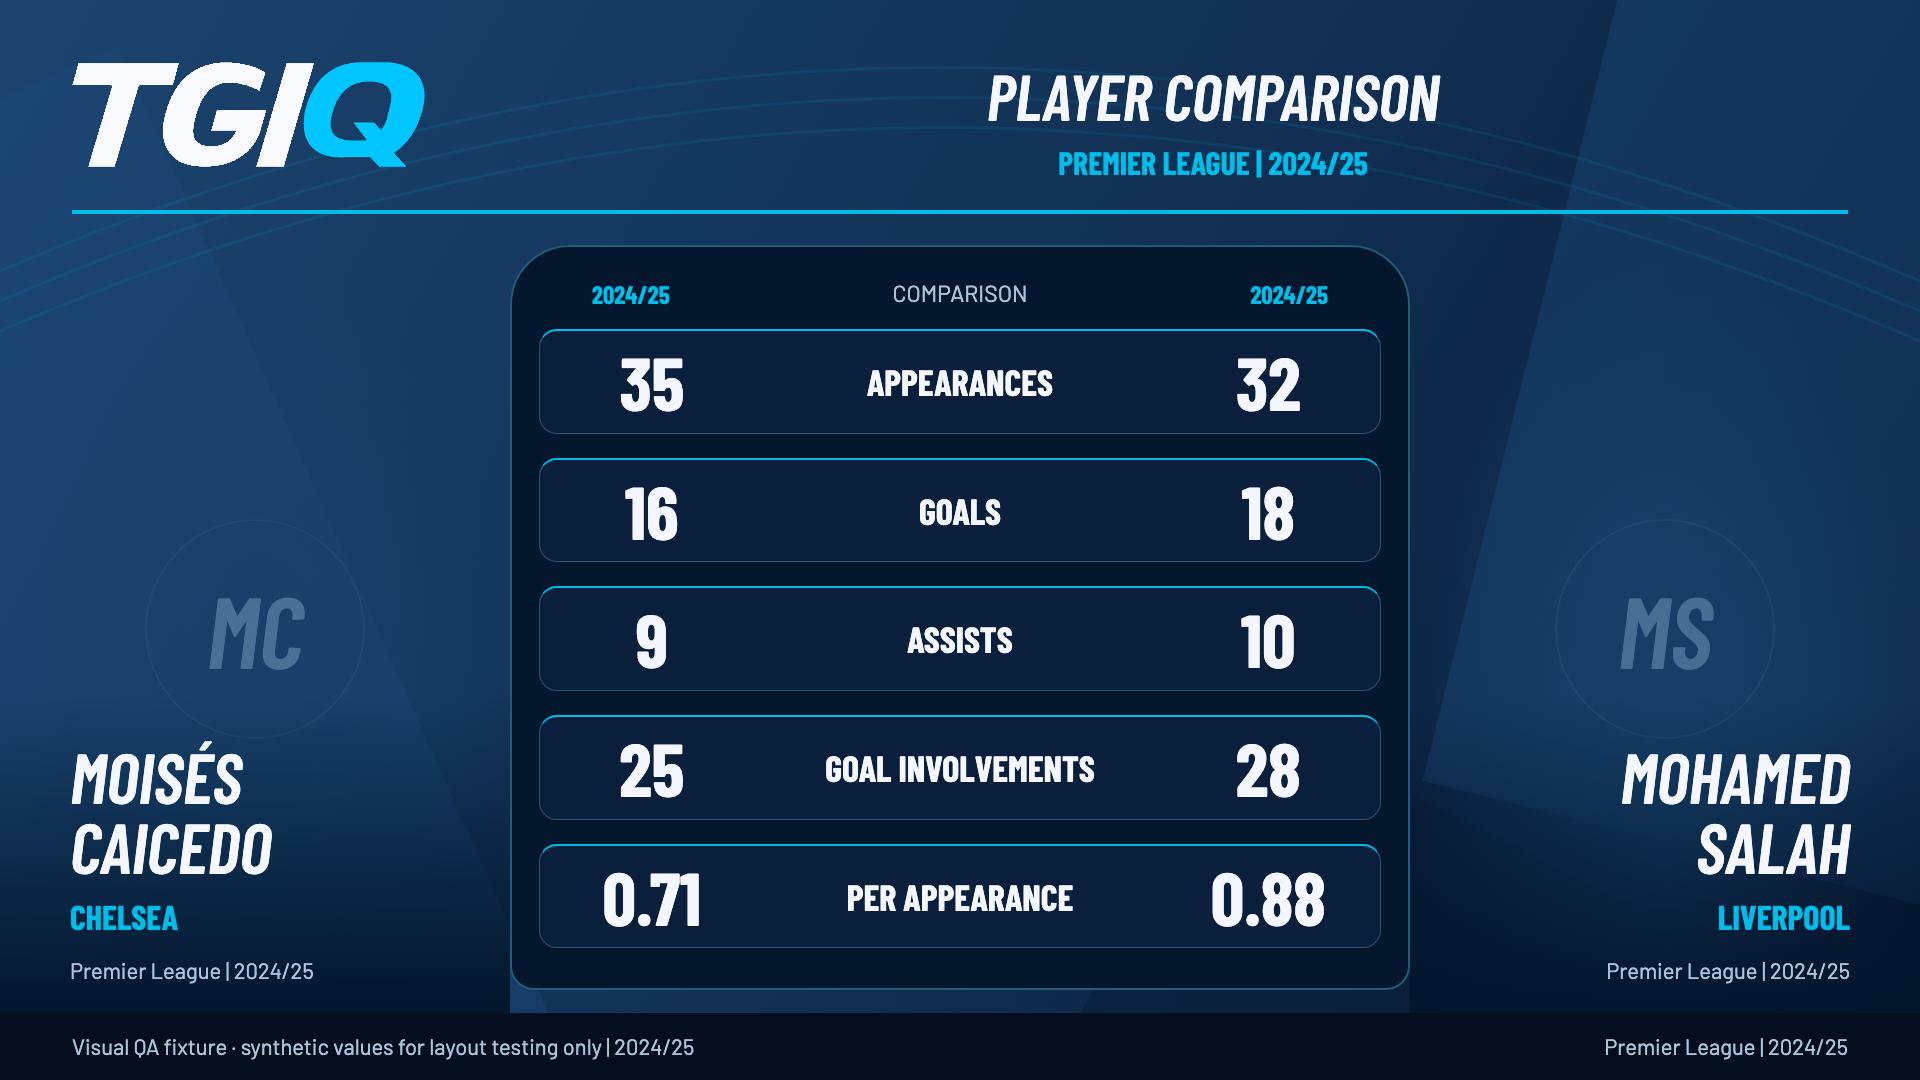 TGIQ
PLAYER COMPARISON
PREMIER LEAGUE | 2024/25
2024/25 COMPARISON 2024/25
35 APPEARANCES 32
16 GOALS 18
9 ASSISTS 10
25 GOAL INVOLVEMENTS 28
0.71 PER APPEARANCE 0.88
MC
MOISÉS
CAICEDO
CHELSEA
Premier League | 2024/25
MS
MOHAMED
SALAH
LIVERPOOL
Premier League | 2024/25
Visual QA fixture · synthetic values for layout testing only | 2024/25
Premier League | 2024/25